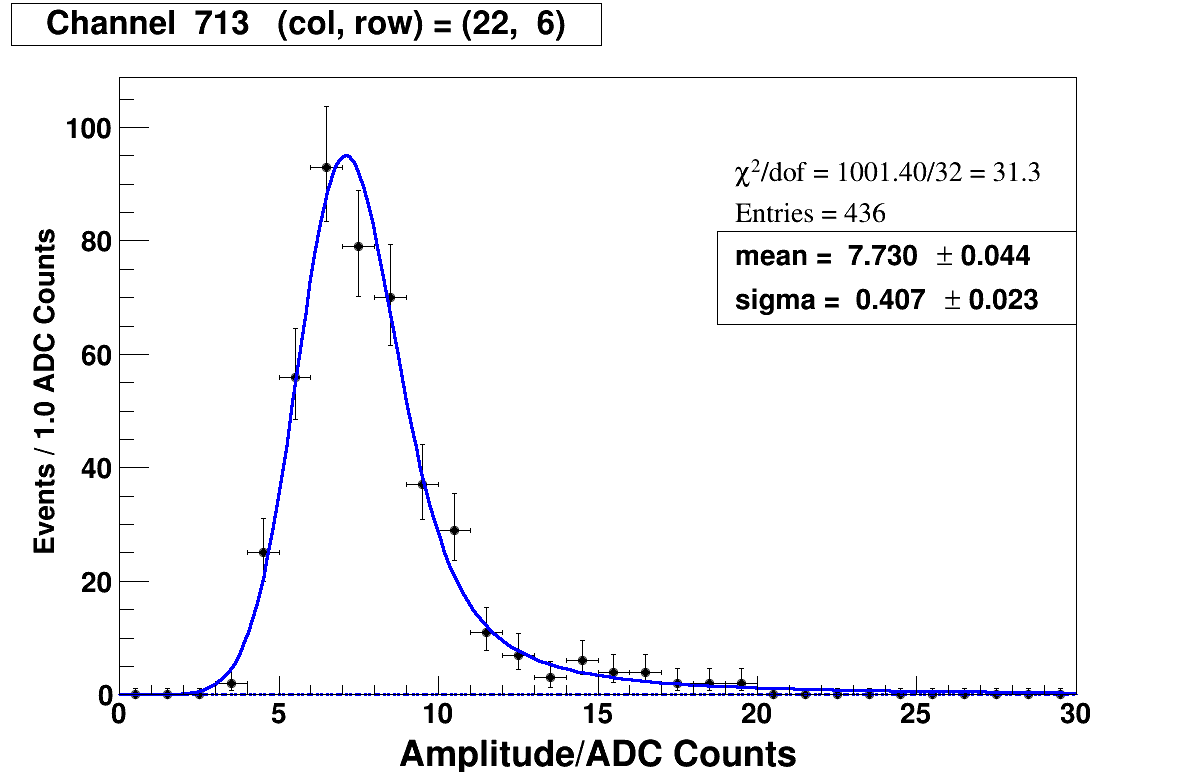 Channel 713 (col, row) = (22, 6)
χ²/dof = 1001.40/32 = 31.3
Entries = 436
mean = 7.730 ± 0.044
sigma = 0.407 ± 0.023
Events / 1.0 ADC Counts
100
80
60
40
20
0
0 5 10 15 20 25 30
Amplitude/ADC Counts